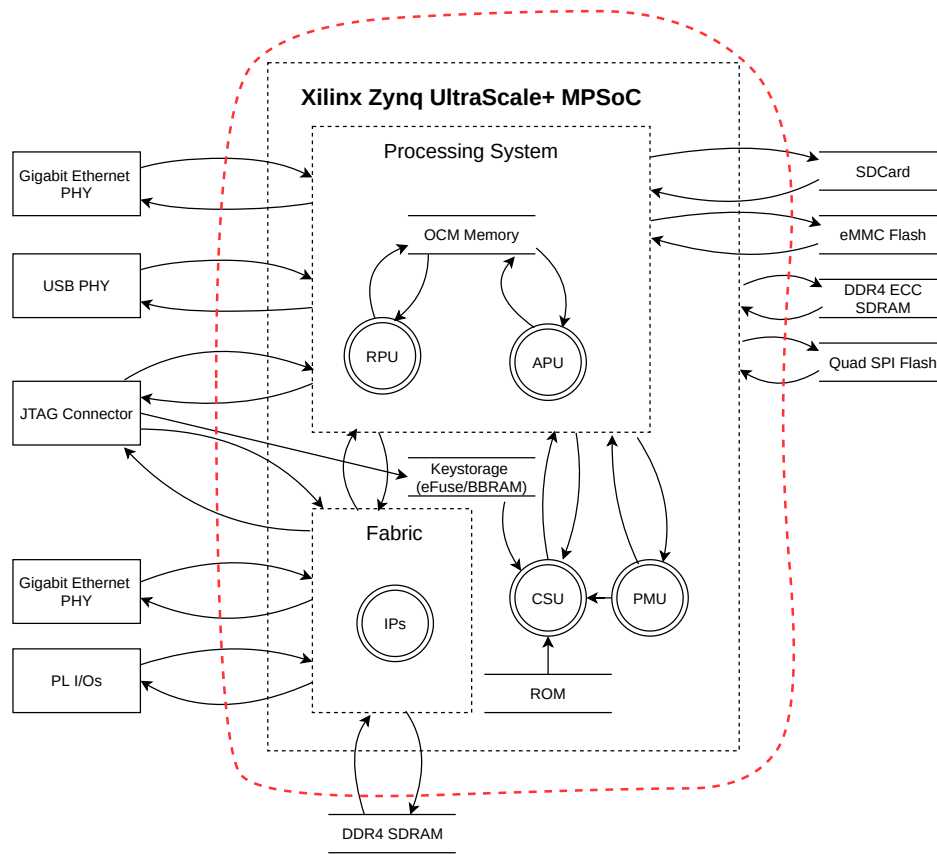 Xilinx Zynq UltraScale+ MPSoC
Processing System
Gigabit Ethernet
PHY
SDCard
OCM Memory
eMMC Flash
USB PHY
DDR4 ECC
SDRAM
RPU
APU
Quad SPI Flash
JTAG Connector
Keystorage
(eFuse/BBRAM)
Fabric
Gigabit Ethernet
PHY
IPs
CSU
PMU
PL I/Os
ROM
DDR4 SDRAM